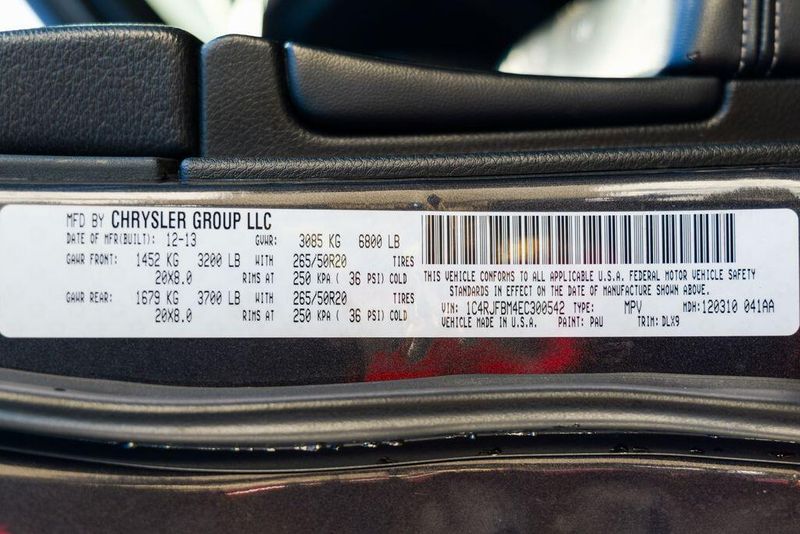 MFD BY CHRYSLER GROUP LLC
DATE OF MFR(BUILT): 12-13 GVWR: 3085 KG 6800 LB
GAWR FRONT: 1452 KG 3200 LB WITH 265/50R20 TIRES
20X8.0 RIMS AT 250 KPA ( 36 PSI) COLD
GAWR REAR: 1679 KG 3700 LB WITH 265/50R20 TIRES
20X8.0 RIMS AT 250 KPA ( 36 PSI) COLD
THIS VEHICLE CONFORMS TO ALL APPLICABLE U.S.A. FEDERAL MOTOR VEHICLE SAFETY
STANDARDS IN EFFECT ON THE DATE OF MANUFACTURE SHOWN ABOVE.
VIN: 1C4RJFBM4EC300542 TYPE: MPV MDH:120310 041AA
VEHICLE MADE IN U.S.A. PAINT: PAU TRIM: DLX9